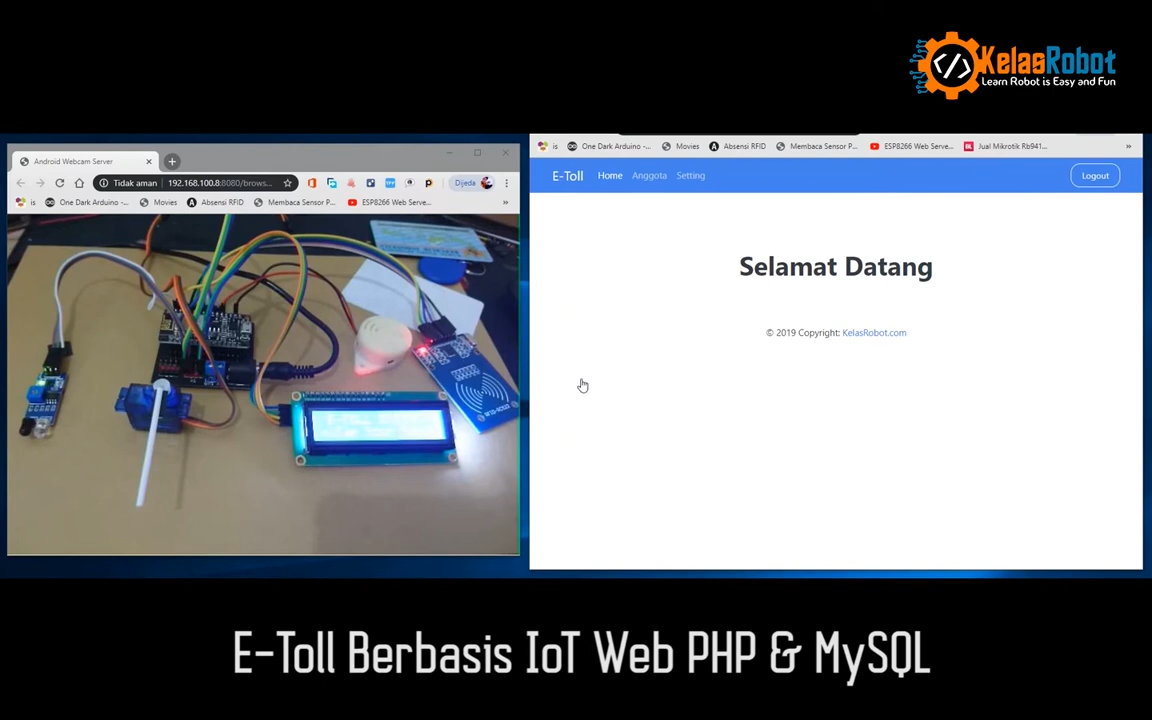 KelasRobot
Learn Robot is Easy and Fun
Android Webcam Server
Tidak aman 192.168.100.8:8080/brows... Dijeda
is One Dark Arduino -... Movies Absensi RFID Membaca Sensor P... ESP8266 Web Serve... »
is One Dark Arduino -... Movies Absensi RFID Membaca Sensor P... ESP8266 Web Serve... Jual Mikrotik Rb941... »
E-Toll Home Anggota Setting Logout
Selamat Datang
© 2019 Copyright: KelasRobot.com
E-Toll Berbasis IoT Web PHP & MySQL